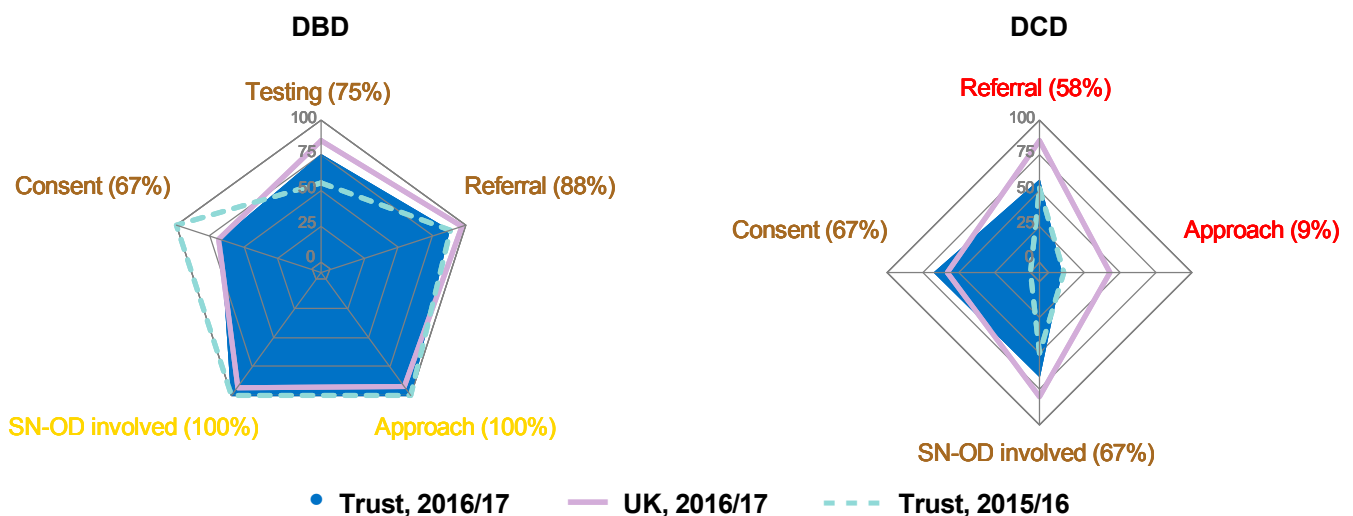 DBD
Testing (75%)
100
75
50
25
0
Consent (67%)
Referral (88%)
SN-OD involved (100%)
Approach (100%)
DCD
Referral (58%)
100
75
50
25
0
Consent (67%)
Approach (9%)
SN-OD involved (67%)
Trust, 2016/17
UK, 2016/17
Trust, 2015/16